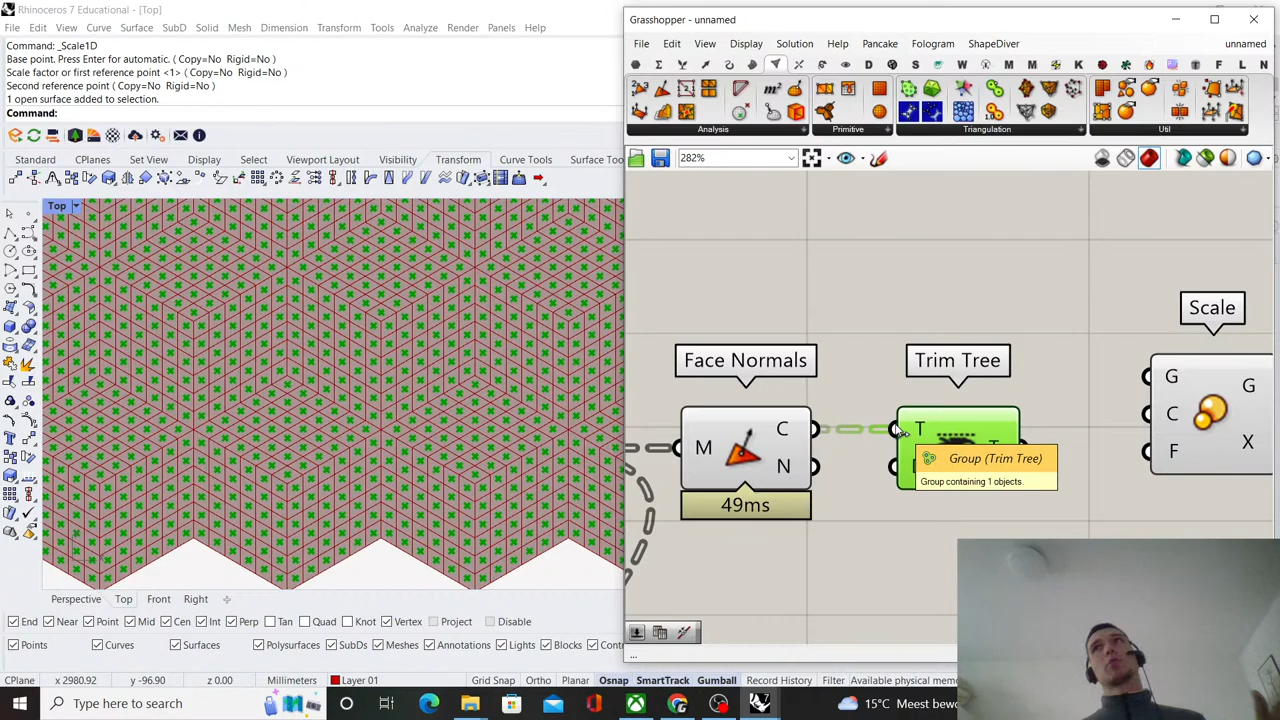 Rhinoceros 7 Educational - [Top]
File Edit View Curve Surface SubD Solid Mesh Dimension Transform Tools Analyze Render Panels Help
Command: _Scale1D
Base point. Press Enter for automatic. ( Copy=No  Rigid=No )
Scale factor or first reference point <1> ( Copy=No  Rigid=No )
Second reference point ( Copy=No  Rigid=No )
1 open surface added to selection.
Command:
Standard CPlanes Set View Display Select Viewport Layout Visibility Transform Curve Tools Surface Too
Top
Perspective Top Front Right
End Near Point Mid Cen Int Perp Tan Quad Knot Vertex Project Disable
Points Curves Surfaces Polysurfaces SubDs Meshes Annotations Lights Blocks Con
CPlane x 2980.92 y -96.90 z 0.00 Millimeters Layer 01 Grid Snap Ortho Planar Osnap SmartTrack Gumball Record History Filter Available physical mem
Grasshopper - unnamed
File Edit View Display Solution Help Pancake Fologram ShapeDiver unnamed
S W M M K F L N
Analysis Primitive Triangulation Util
282%
Face Normals
M C N
49ms
Trim Tree
T
Group (Trim Tree)
Group containing 1 objects.
Scale
G C F G X
...
Type here to search
15°C Meest bewo